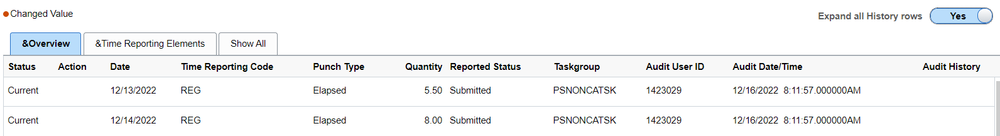 Changed Value
Expand all History rows Yes
&Overview &Time Reporting Elements Show All
Status Action Date Time Reporting Code Punch Type Quantity Reported Status Taskgroup Audit User ID Audit Date/Time Audit History
Current 12/13/2022 REG Elapsed 5.50 Submitted PSNONCATSK 1423029 12/16/2022 8:11:57.000000AM
Current 12/14/2022 REG Elapsed 8.00 Submitted PSNONCATSK 1423029 12/16/2022 8:11:57.000000AM